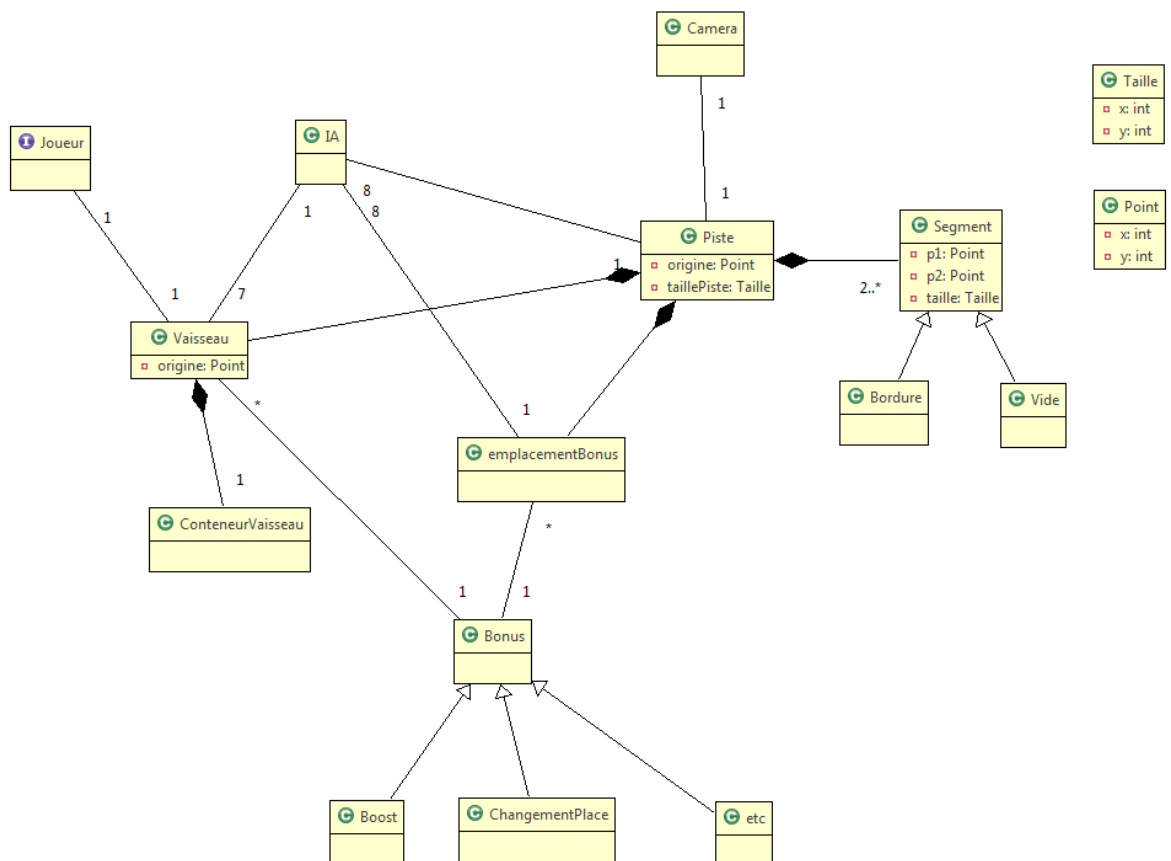 C Camera
C Taille
x: int
y: int
I Joueur
C IA
1
8
8
1
1
1
C Point
x: int
y: int
C Piste
origine: Point
taillePiste: Taille
C Segment
p1: Point
p2: Point
taille: Taille
1
7
1
2..*
C Vaisseau
origine: Point
*
1
C Bordure
C Vide
C emplacementBonus
1
C ConteneurVaisseau
*
1
1
C Bonus
C Boost
C ChangementPlace
C etc